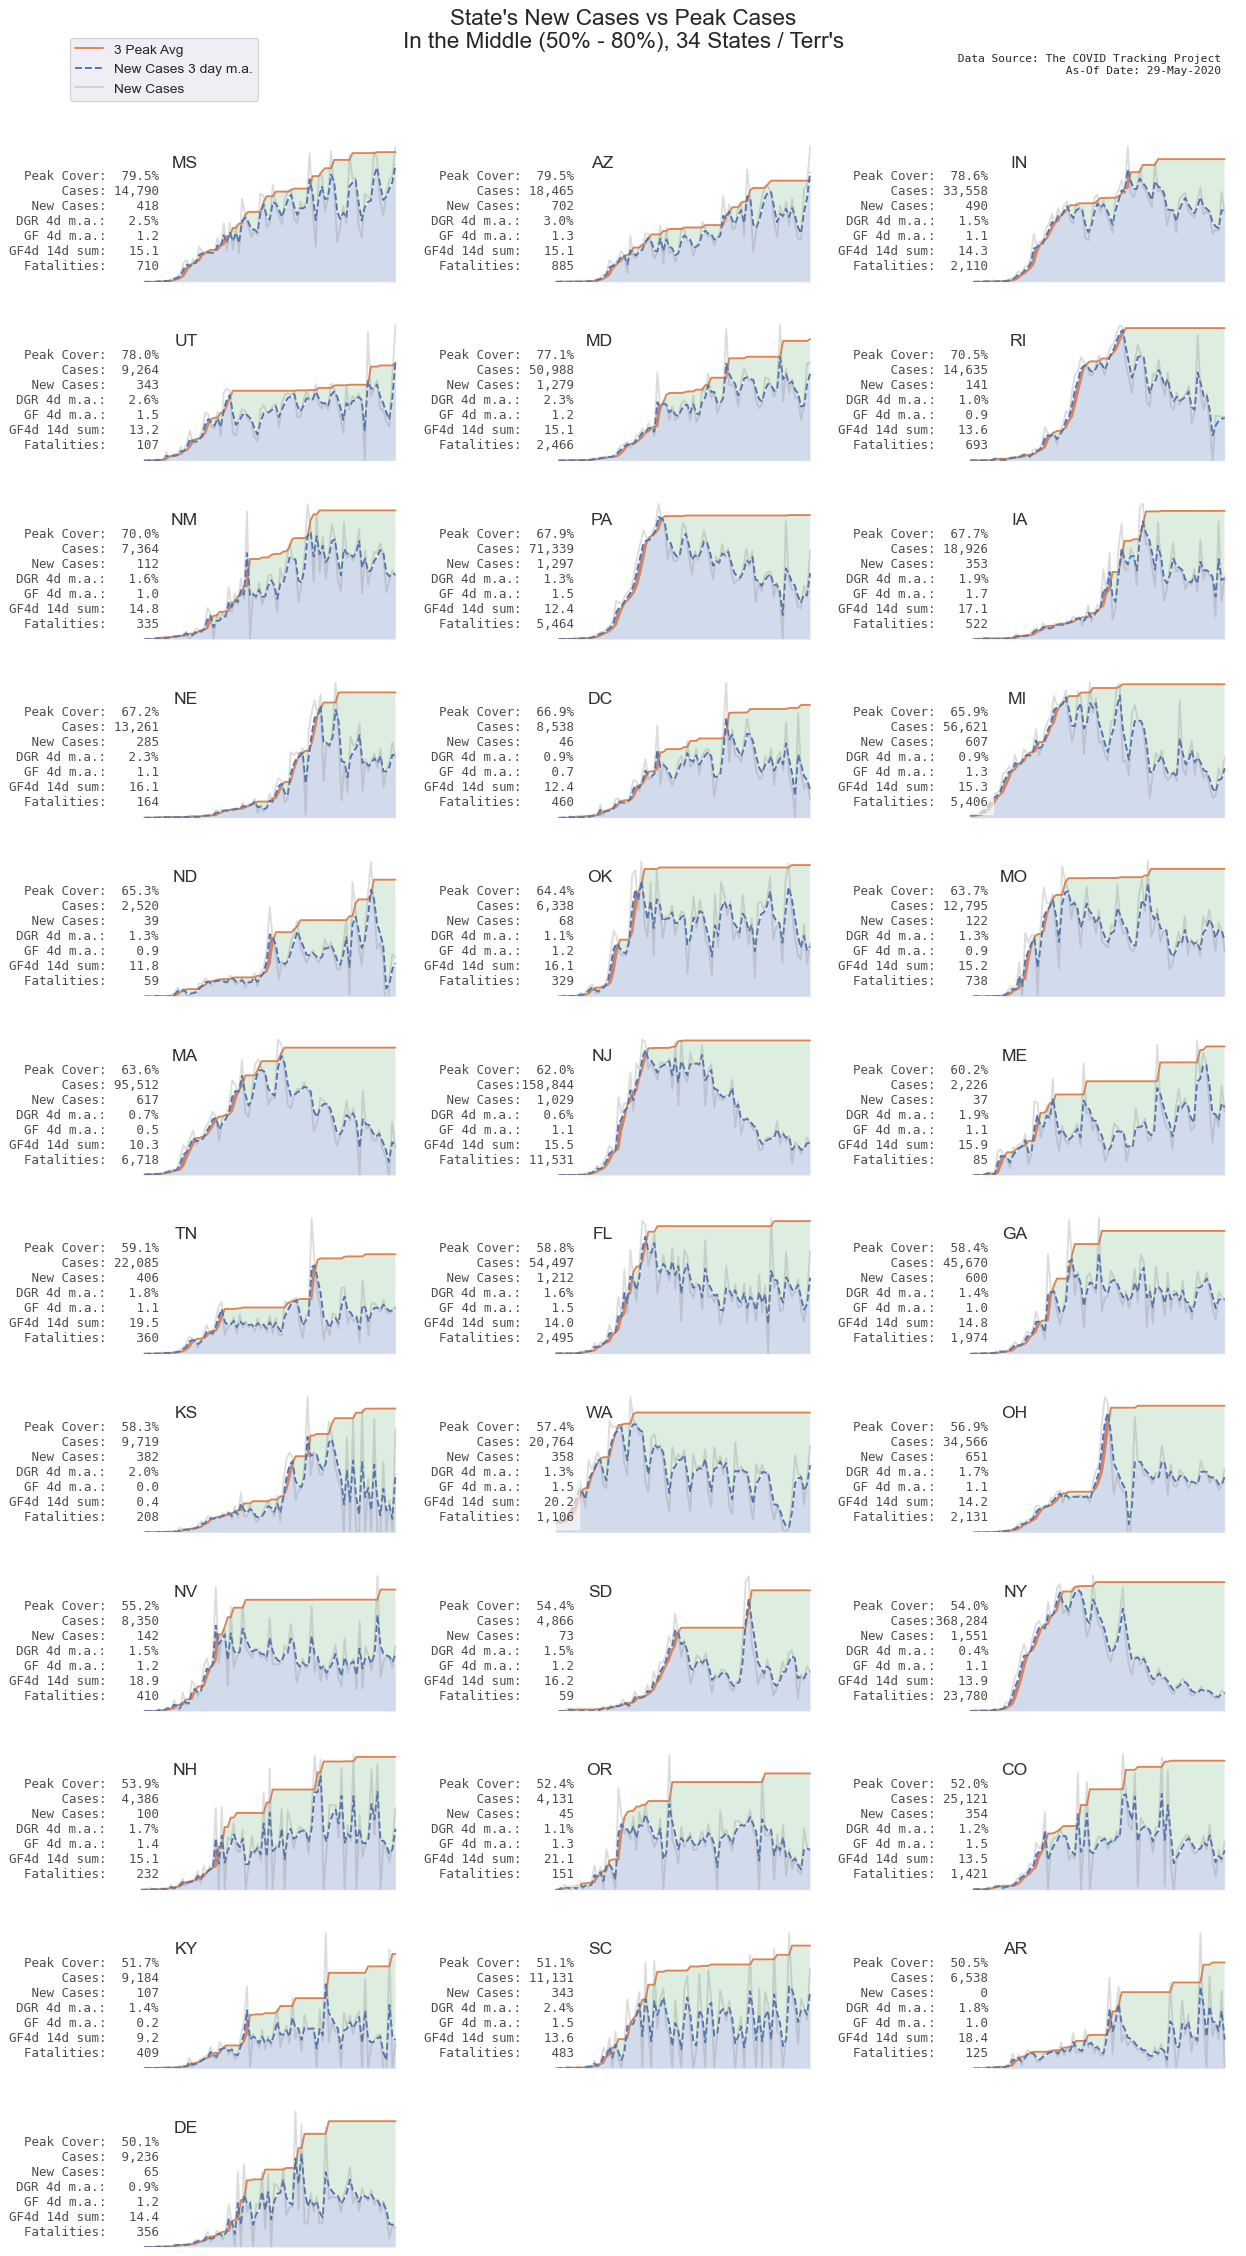 State's New Cases vs Peak Cases
In the Middle (50% - 80%), 34 States / Terr's
3 Peak Avg
New Cases 3 day m.a.
New Cases
Data Source: The COVID Tracking Project
As-Of Date: 29-May-2020
MS
Peak Cover: 79.5%
Cases: 14,790
New Cases: 418
DGR 4d m.a.: 2.5%
GF 4d m.a.: 1.2
GF4d 14d sum: 15.1
Fatalities: 710
AZ
Peak Cover: 79.5%
Cases: 18,465
New Cases: 702
DGR 4d m.a.: 3.0%
GF 4d m.a.: 1.3
GF4d 14d sum: 15.1
Fatalities: 885
IN
Peak Cover: 78.6%
Cases: 33,558
New Cases: 490
DGR 4d m.a.: 1.5%
GF 4d m.a.: 1.1
GF4d 14d sum: 14.3
Fatalities: 2,110
UT
Peak Cover: 78.0%
Cases: 9,264
New Cases: 343
DGR 4d m.a.: 2.6%
GF 4d m.a.: 1.5
GF4d 14d sum: 13.2
Fatalities: 107
MD
Peak Cover: 77.1%
Cases: 50,988
New Cases: 1,279
DGR 4d m.a.: 2.3%
GF 4d m.a.: 1.2
GF4d 14d sum: 15.1
Fatalities: 2,466
RI
Peak Cover: 70.5%
Cases: 14,635
New Cases: 141
DGR 4d m.a.: 1.0%
GF 4d m.a.: 0.9
GF4d 14d sum: 13.6
Fatalities: 693
NM
Peak Cover: 70.0%
Cases: 7,364
New Cases: 112
DGR 4d m.a.: 1.6%
GF 4d m.a.: 1.0
GF4d 14d sum: 14.8
Fatalities: 335
PA
Peak Cover: 67.9%
Cases: 71,339
New Cases: 1,297
DGR 4d m.a.: 1.3%
GF 4d m.a.: 1.5
GF4d 14d sum: 12.4
Fatalities: 5,464
IA
Peak Cover: 67.7%
Cases: 18,926
New Cases: 353
DGR 4d m.a.: 1.9%
GF 4d m.a.: 1.7
GF4d 14d sum: 17.1
Fatalities: 522
NE
Peak Cover: 67.2%
Cases: 13,261
New Cases: 285
DGR 4d m.a.: 2.3%
GF 4d m.a.: 1.1
GF4d 14d sum: 16.1
Fatalities: 164
DC
Peak Cover: 66.9%
Cases: 8,538
New Cases: 46
DGR 4d m.a.: 0.9%
GF 4d m.a.: 0.7
GF4d 14d sum: 12.4
Fatalities: 460
MI
Peak Cover: 65.9%
Cases: 56,621
New Cases: 607
DGR 4d m.a.: 0.9%
GF 4d m.a.: 1.3
GF4d 14d sum: 15.3
Fatalities: 5,406
ND
Peak Cover: 65.3%
Cases: 2,520
New Cases: 39
DGR 4d m.a.: 1.3%
GF 4d m.a.: 0.9
GF4d 14d sum: 11.8
Fatalities: 59
OK
Peak Cover: 64.4%
Cases: 6,338
New Cases: 68
DGR 4d m.a.: 1.1%
GF 4d m.a.: 1.2
GF4d 14d sum: 16.1
Fatalities: 329
MO
Peak Cover: 63.7%
Cases: 12,795
New Cases: 122
DGR 4d m.a.: 1.3%
GF 4d m.a.: 0.9
GF4d 14d sum: 15.2
Fatalities: 738
MA
Peak Cover: 63.6%
Cases: 95,512
New Cases: 617
DGR 4d m.a.: 0.7%
GF 4d m.a.: 0.5
GF4d 14d sum: 10.3
Fatalities: 6,718
NJ
Peak Cover: 62.0%
Cases:158,844
New Cases: 1,029
DGR 4d m.a.: 0.6%
GF 4d m.a.: 1.1
GF4d 14d sum: 15.5
Fatalities: 11,531
ME
Peak Cover: 60.2%
Cases: 2,226
New Cases: 37
DGR 4d m.a.: 1.9%
GF 4d m.a.: 1.1
GF4d 14d sum: 15.9
Fatalities: 85
TN
Peak Cover: 59.1%
Cases: 22,085
New Cases: 406
DGR 4d m.a.: 1.8%
GF 4d m.a.: 1.1
GF4d 14d sum: 19.5
Fatalities: 360
FL
Peak Cover: 58.8%
Cases: 54,497
New Cases: 1,212
DGR 4d m.a.: 1.6%
GF 4d m.a.: 1.5
GF4d 14d sum: 14.0
Fatalities: 2,495
GA
Peak Cover: 58.4%
Cases: 45,670
New Cases: 600
DGR 4d m.a.: 1.4%
GF 4d m.a.: 1.0
GF4d 14d sum: 14.8
Fatalities: 1,974
KS
Peak Cover: 58.3%
Cases: 9,719
New Cases: 382
DGR 4d m.a.: 2.0%
GF 4d m.a.: 0.0
GF4d 14d sum: 0.4
Fatalities: 208
WA
Peak Cover: 57.4%
Cases: 20,764
New Cases: 358
DGR 4d m.a.: 1.3%
GF 4d m.a.: 1.5
GF4d 14d sum: 20.2
Fatalities: 1,106
OH
Peak Cover: 56.9%
Cases: 34,566
New Cases: 651
DGR 4d m.a.: 1.7%
GF 4d m.a.: 1.1
GF4d 14d sum: 14.2
Fatalities: 2,131
NV
Peak Cover: 55.2%
Cases: 8,350
New Cases: 142
DGR 4d m.a.: 1.5%
GF 4d m.a.: 1.2
GF4d 14d sum: 18.9
Fatalities: 410
SD
Peak Cover: 54.4%
Cases: 4,866
New Cases: 73
DGR 4d m.a.: 1.5%
GF 4d m.a.: 1.2
GF4d 14d sum: 16.2
Fatalities: 59
NY
Peak Cover: 54.0%
Cases:368,284
New Cases: 1,551
DGR 4d m.a.: 0.4%
GF 4d m.a.: 1.1
GF4d 14d sum: 13.9
Fatalities: 23,780
NH
Peak Cover: 53.9%
Cases: 4,386
New Cases: 100
DGR 4d m.a.: 1.7%
GF 4d m.a.: 1.4
GF4d 14d sum: 15.1
Fatalities: 232
OR
Peak Cover: 52.4%
Cases: 4,131
New Cases: 45
DGR 4d m.a.: 1.1%
GF 4d m.a.: 1.3
GF4d 14d sum: 21.1
Fatalities: 151
CO
Peak Cover: 52.0%
Cases: 25,121
New Cases: 354
DGR 4d m.a.: 1.2%
GF 4d m.a.: 1.5
GF4d 14d sum: 13.5
Fatalities: 1,421
KY
Peak Cover: 51.7%
Cases: 9,184
New Cases: 107
DGR 4d m.a.: 1.4%
GF 4d m.a.: 0.2
GF4d 14d sum: 9.2
Fatalities: 409
SC
Peak Cover: 51.1%
Cases: 11,131
New Cases: 343
DGR 4d m.a.: 2.4%
GF 4d m.a.: 1.5
GF4d 14d sum: 13.6
Fatalities: 483
AR
Peak Cover: 50.5%
Cases: 6,538
New Cases: 0
DGR 4d m.a.: 1.8%
GF 4d m.a.: 1.0
GF4d 14d sum: 18.4
Fatalities: 125
DE
Peak Cover: 50.1%
Cases: 9,236
New Cases: 65
DGR 4d m.a.: 0.9%
GF 4d m.a.: 1.2
GF4d 14d sum: 14.4
Fatalities: 356